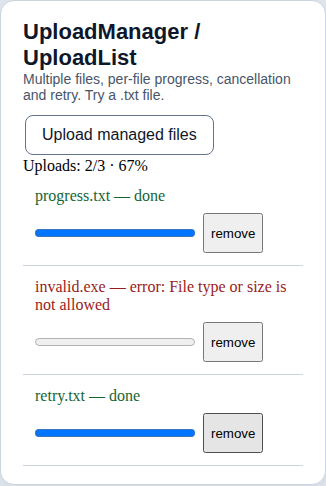 UploadManager /
UploadList
Multiple files, per-file progress, cancellation
and retry. Try a .txt file.
Upload managed files
Uploads: 2/3 · 67%
progress.txt — done
remove
invalid.exe — error: File type or size is
not allowed
remove
retry.txt — done
remove